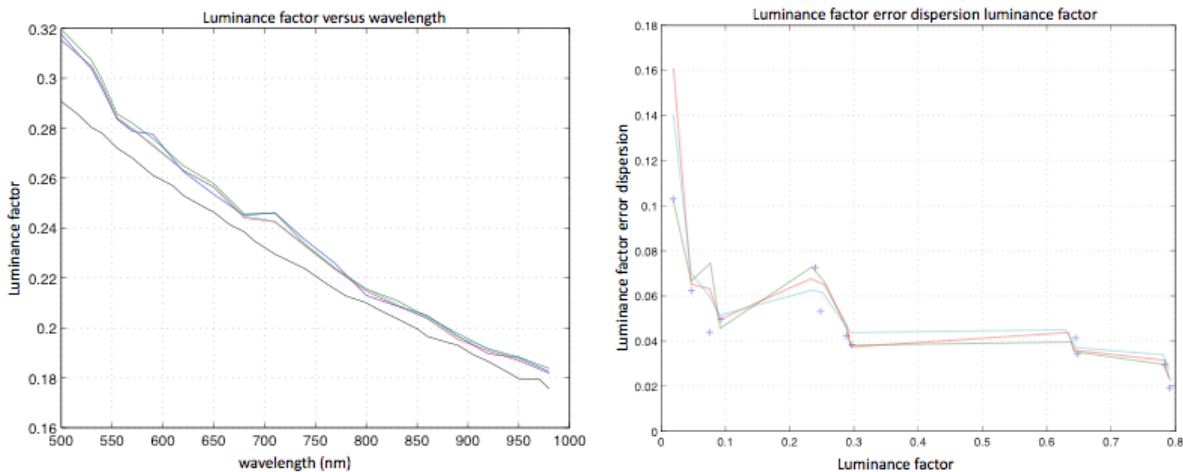 Luminance factor versus wavelength
Luminance factor
0.32
0.3
0.28
0.26
0.24
0.22
0.2
0.18
0.16
500 550 600 650 700 750 800 850 900 950 1000
wavelength (nm)
Luminance factor error dispersion luminance factor
Luminance factor error dispersion
0.18
0.16
0.14
0.12
0.1
0.08
0.06
0.04
0.02
0
0 0.1 0.2 0.3 0.4 0.5 0.6 0.7 0.8
Luminance factor